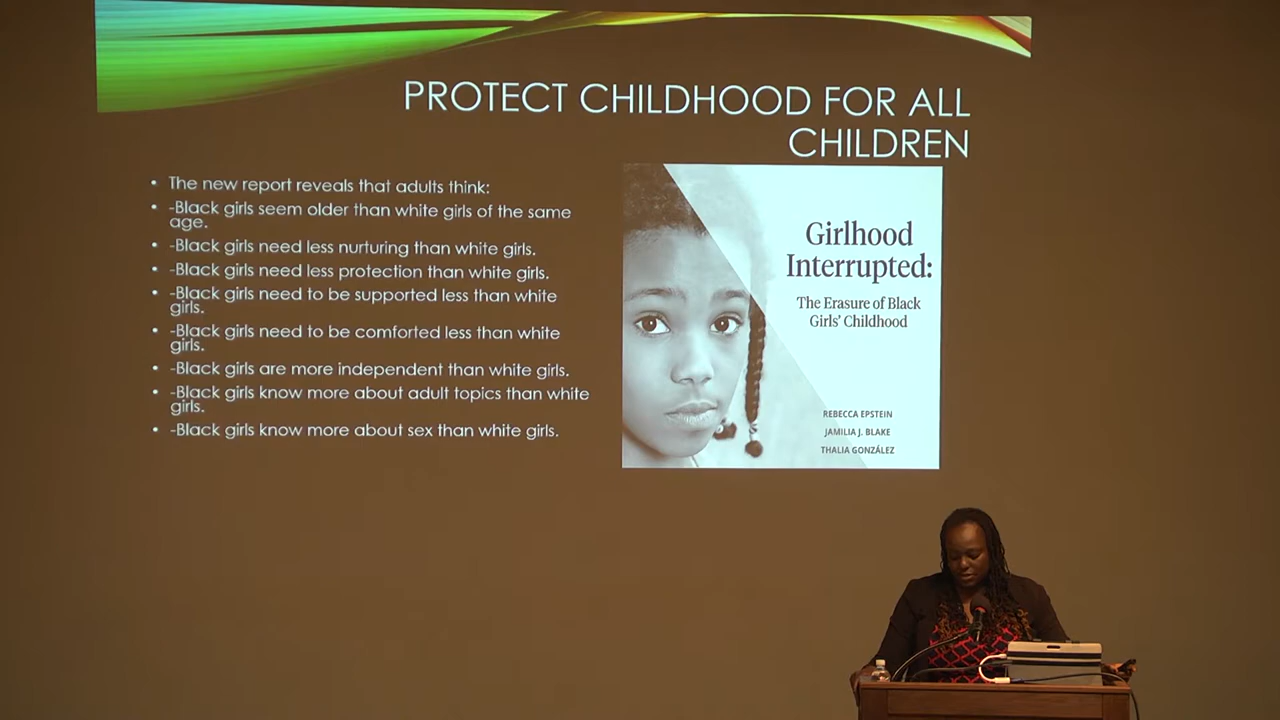 PROTECT CHILDHOOD FOR ALL
CHILDREN
• The new report reveals that adults think:
• -Black girls seem older than white girls of the same
age.
• -Black girls need less nurturing than white girls.
• -Black girls need less protection than white girls.
• -Black girls need to be supported less than white
girls.
• -Black girls need to be comforted less than white
girls.
• -Black girls are more independent than white girls.
• -Black girls know more about adult topics than white
girls.
• -Black girls know more about sex than white girls.
Girlhood
Interrupted:
The Erasure of Black
Girls' Childhood
REBECCA EPSTEIN
JAMILIA J. BLAKE
THALIA GONZÁLEZ